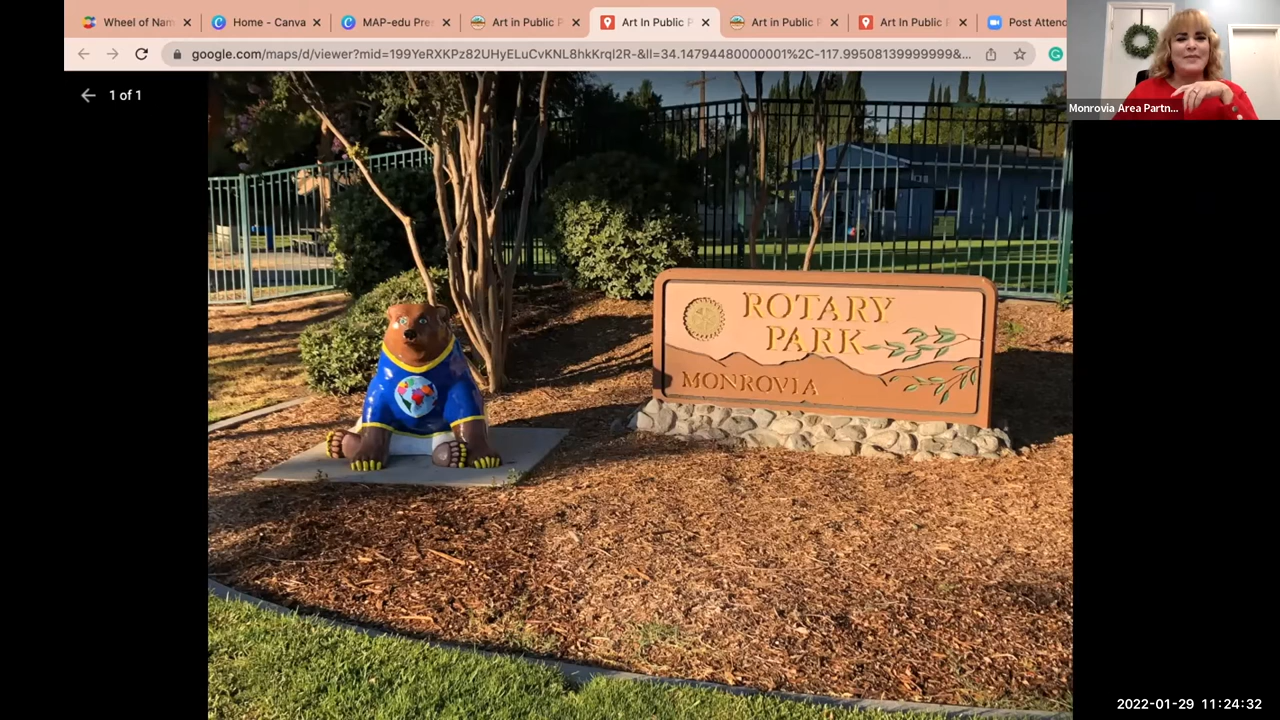 Wheel of Nam
Home - Canva
MAP-edu Pre
Art in Public P
Art In Public P
Art in Public P
Art In Public P
Post Attend
google.com/maps/d/viewer?mid=199YeRXKPz82UHyELuCvKNL8hkKrqI2R-&ll=34.14794480000001%2C-117.99508139999999&...
1 of 1
Monrovia Area Partn...
ROTARY
PARK
MONROVIA
2022-01-29 11:24:32